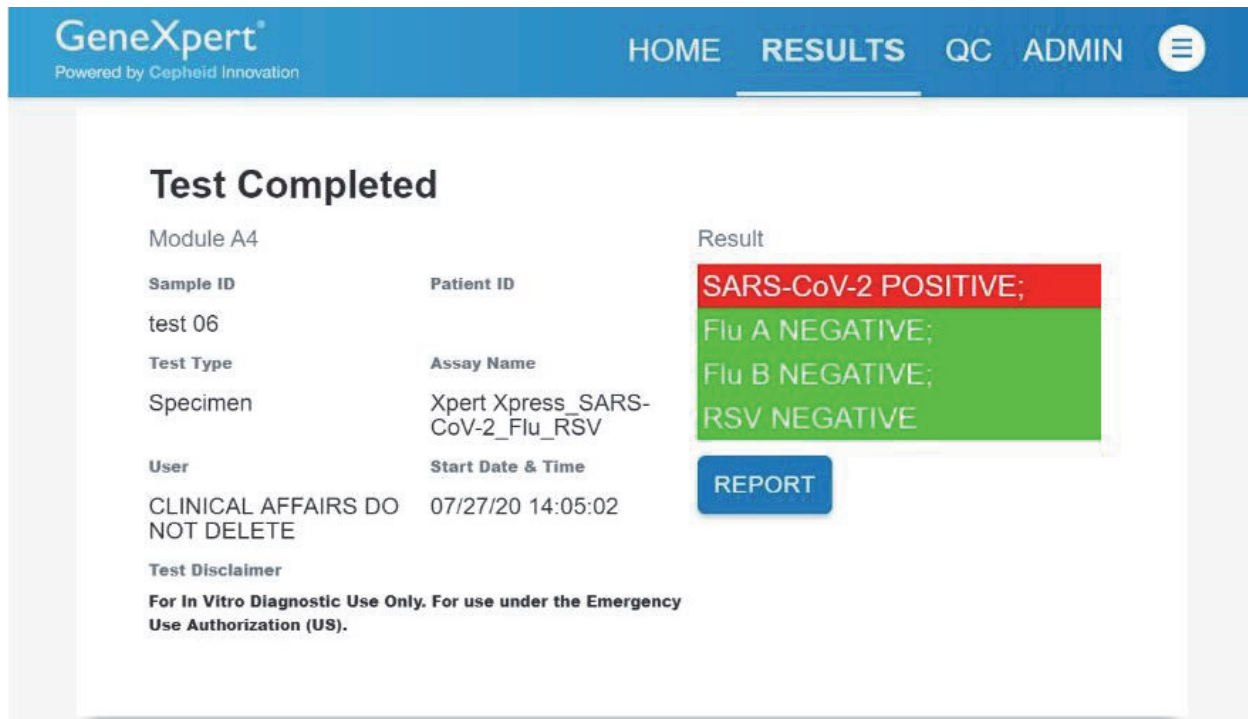 GeneXpert®
Powered by Cepheid Innovation
HOME RESULTS QC ADMIN
Test Completed
Module A4
Sample ID Patient ID
test 06
Test Type Assay Name
Specimen Xpert Xpress_SARS-
CoV-2_Flu_RSV
User Start Date & Time
CLINICAL AFFAIRS DO 07/27/20 14:05:02
NOT DELETE
Test Disclaimer
For In Vitro Diagnostic Use Only. For use under the Emergency
Use Authorization (US).
Result
SARS-CoV-2 POSITIVE;
Flu A NEGATIVE;
Flu B NEGATIVE;
RSV NEGATIVE
REPORT